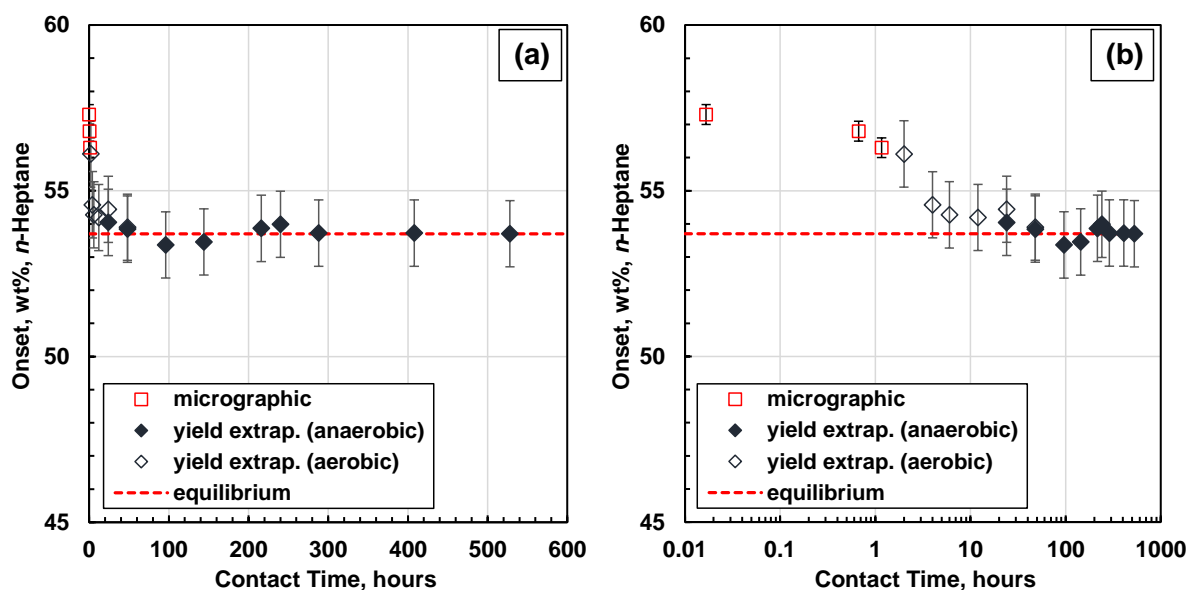 (a)
Onset, wt%, n-Heptane
60
55
50
45
micrographic
yield extrap. (anaerobic)
yield extrap. (aerobic)
equilibrium
0 100 200 300 400 500 600
Contact Time, hours
(b)
Onset, wt%, n-Heptane
60
55
50
45
micrographic
yield extrap. (anaerobic)
yield extrap. (aerobic)
equilibrium
0.01 0.1 1 10 100 1000
Contact Time, hours